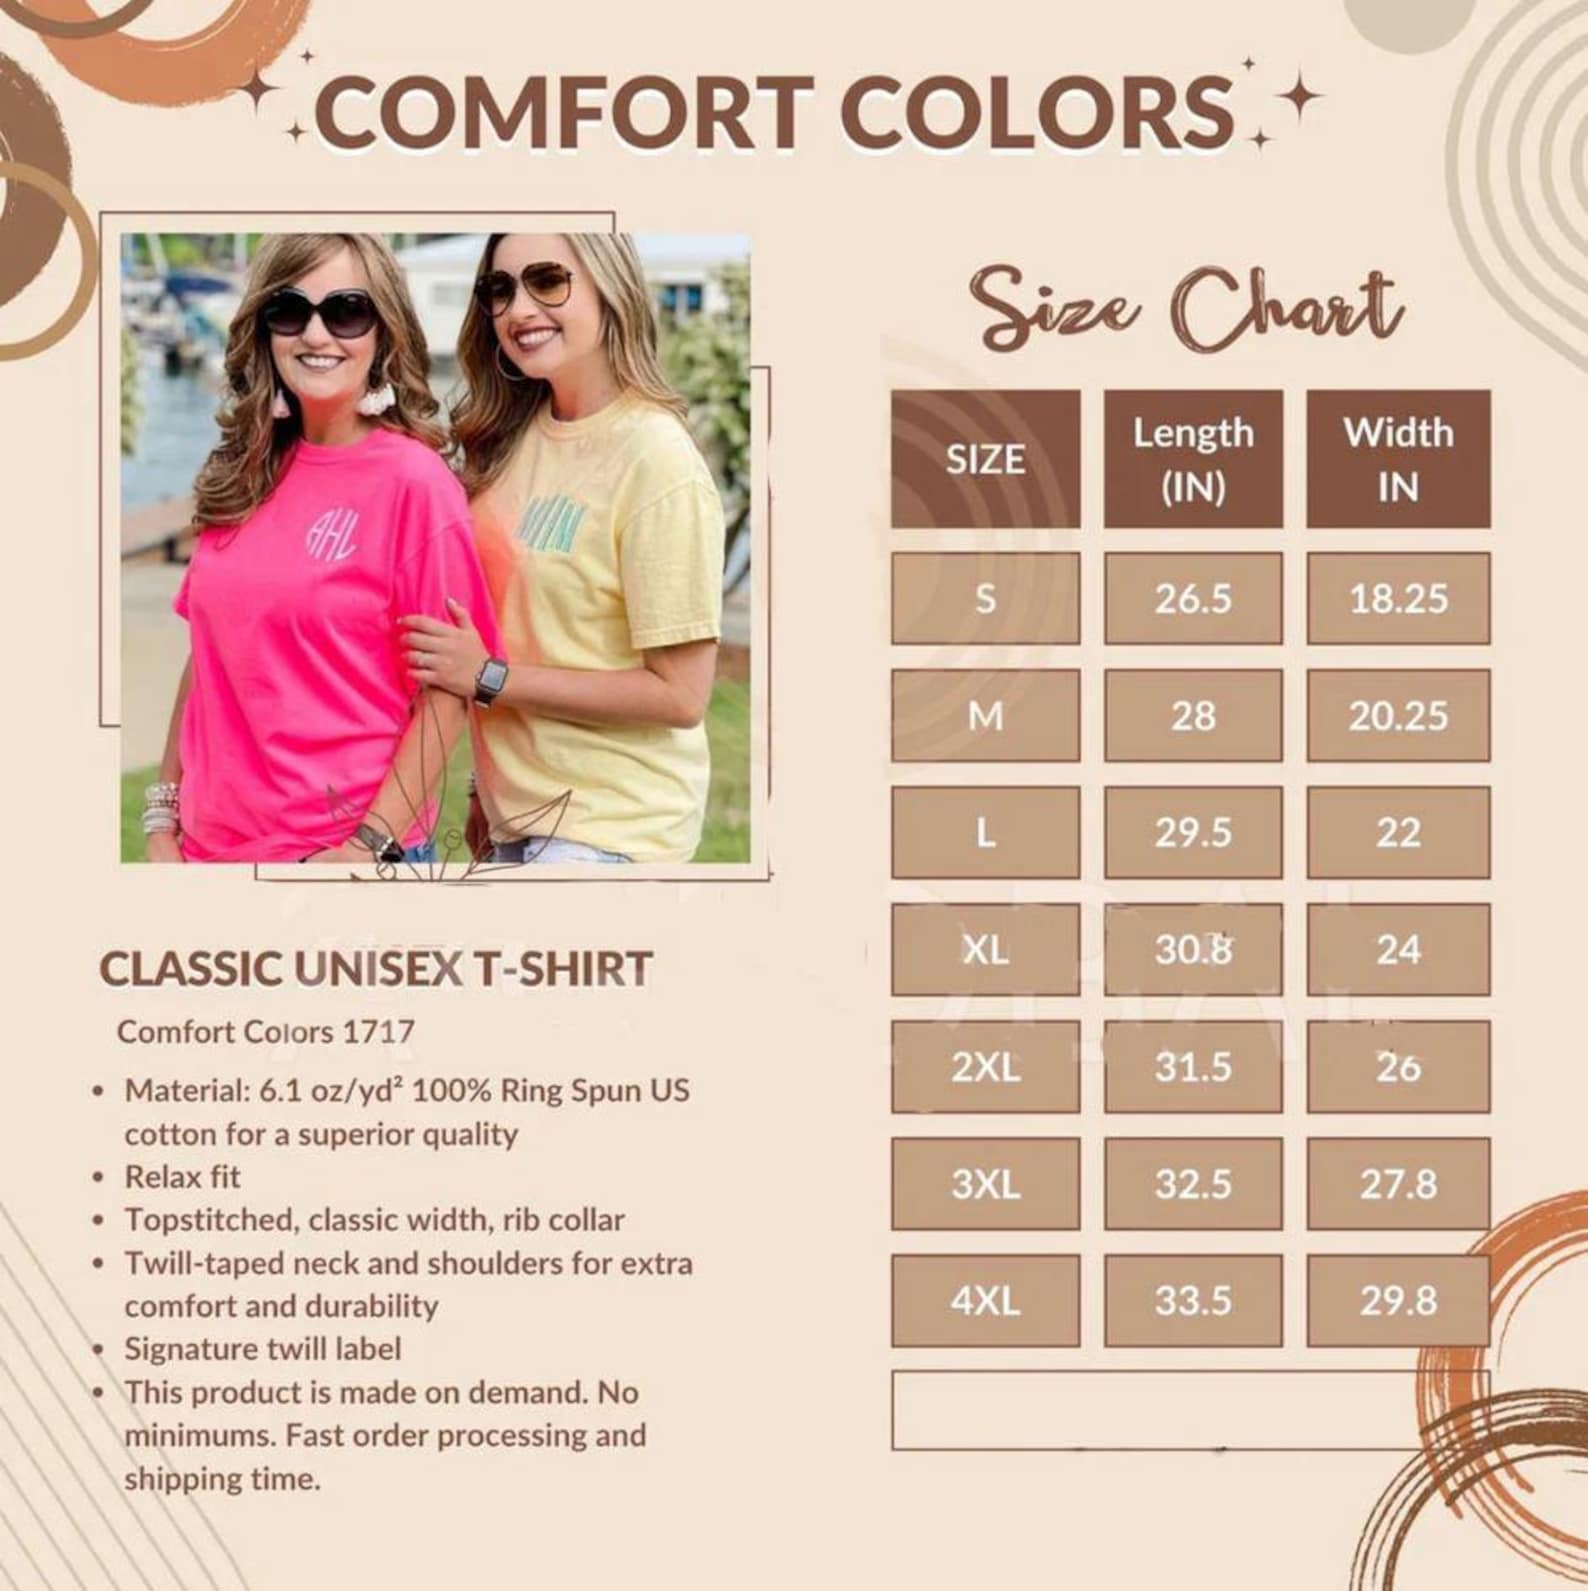 COMFORT COLORS
AHL
Size Chart
SIZE
Length
(IN)
Width
IN
S 26.5 18.25
M 28 20.25
L 29.5 22
XL 30.8 24
2XL 31.5 26
3XL 32.5 27.8
4XL 33.5 29.8
CLASSIC UNISEX T-SHIRT
Comfort Colors 1717
• Material: 6.1 oz/yd² 100% Ring Spun US
cotton for a superior quality
• Relax fit
• Topstitched, classic width, rib collar
• Twill-taped neck and shoulders for extra
comfort and durability
• Signature twill label
• This product is made on demand. No
minimums. Fast order processing and
shipping time.